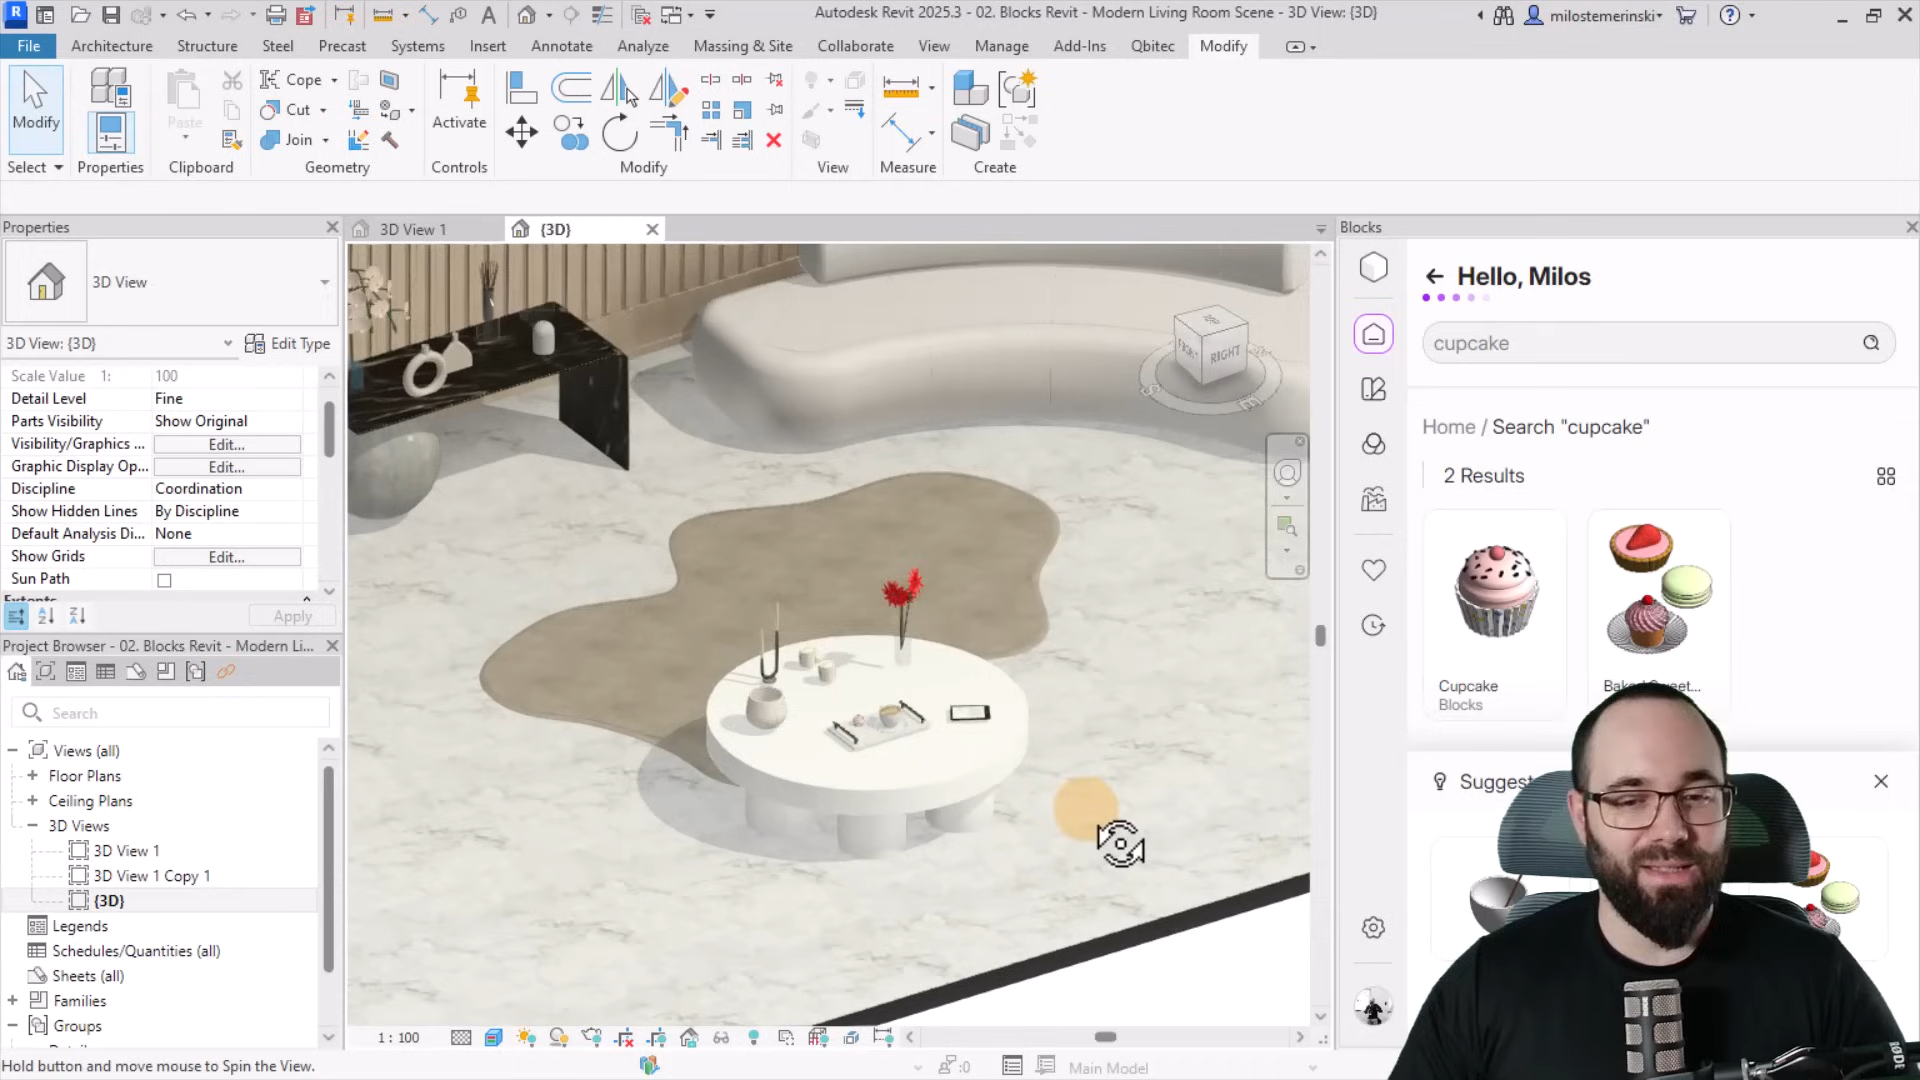 Autodesk Revit 2025.3 - 02. Blocks Revit - Modern Living Room Scene - 3D View: {3D}
milostemerinski
File Architecture Structure Steel Precast Systems Insert Annotate Analyze Massing & Site Collaborate View Manage Add-Ins Qbitec Modify
Modify
Cope
Cut
Join
Paste
Activate
Select Properties Clipboard Geometry Controls Modify View Measure Create
Properties
3D View 1
{3D}
Blocks
3D View
3D View: {3D}
Edit Type
Scale Value 1: 100
Detail Level Fine
Parts Visibility Show Original
Visibility/Graphics ... Edit...
Graphic Display Op... Edit...
Discipline Coordination
Show Hidden Lines By Discipline
Default Analysis Di... None
Show Grids Edit...
Sun Path
Extents
Apply
Project Browser - 02. Blocks Revit - Modern Li...
Search
Views (all)
Floor Plans
Ceiling Plans
3D Views
3D View 1
3D View 1 Copy 1
{3D}
Legends
Schedules/Quantities (all)
Sheets (all)
Families
Groups
TOP
FRONT
RIGHT
Hello, Milos
cupcake
Home / Search "cupcake"
2 Results
Cupcake
Blocks
Baked Sweet...
Suggest
1 : 100
Hold button and move mouse to Spin the View.
:0
Main Model
RØDE